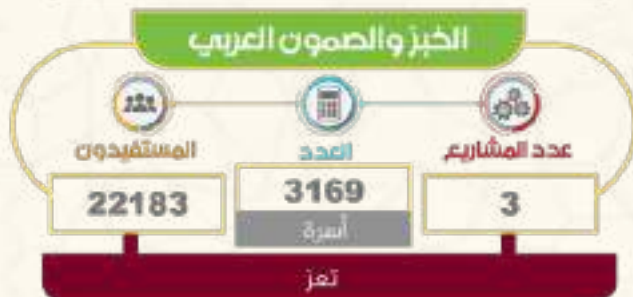 الخبز والصمون العربي
عدد المشاريع
العدد
المستفيدون
3
3169
22183
أسرة
تعز